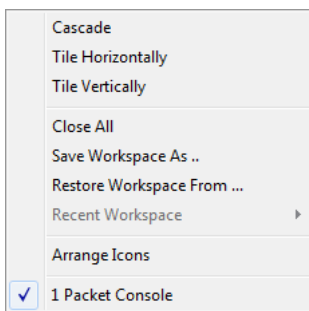 Cascade
Tile Horizontally
Tile Vertically
Close All
Save Workspace As ..
Restore Workspace From ...
Recent Workspace
Arrange Icons
1 Packet Console